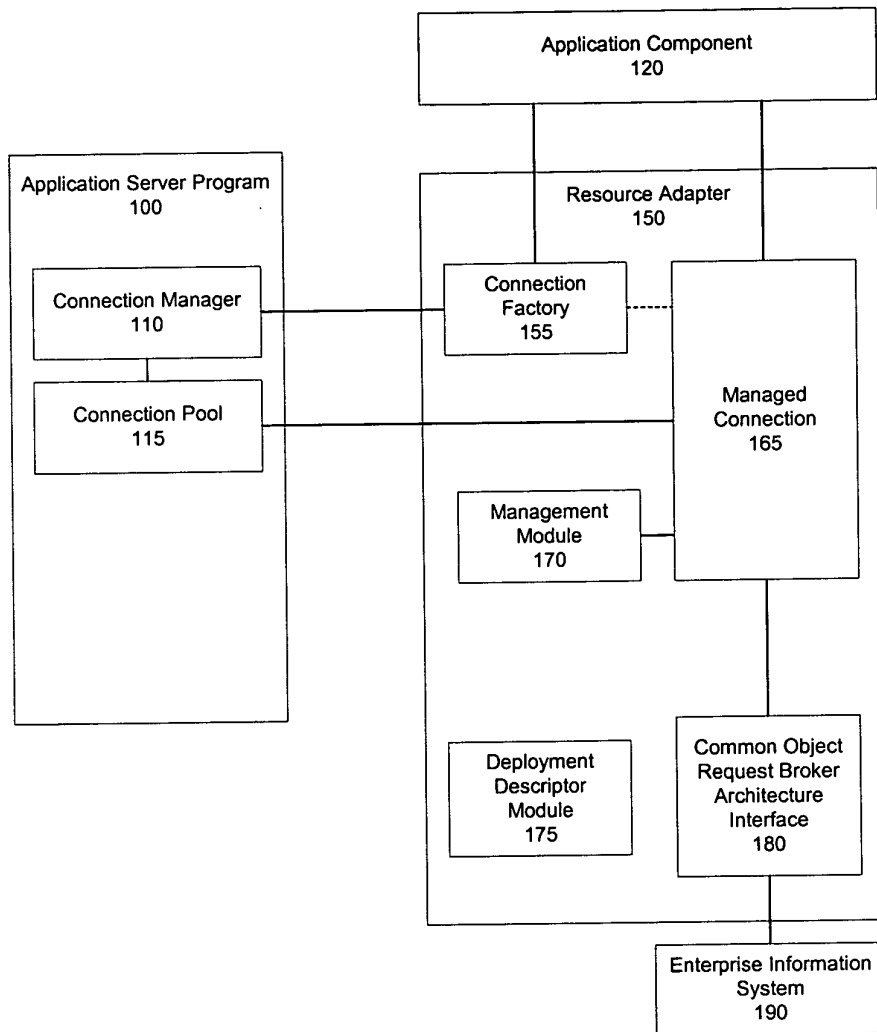 Application Component
120
Application Server Program
100
Resource Adapter
150
Connection Manager
110
Connection
Factory
155
Connection Pool
115
Managed
Connection
165
Management
Module
170
Deployment
Descriptor
Module
175
Common Object
Request Broker
Architecture
Interface
180
Enterprise Information
System
190